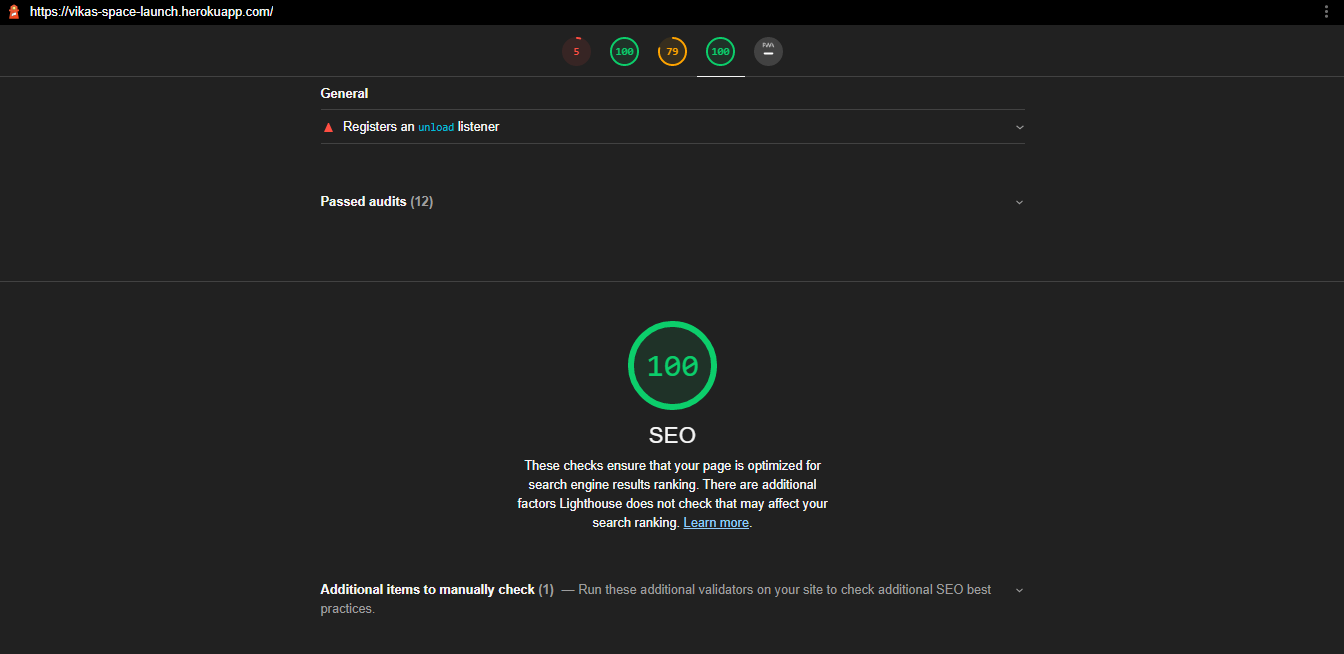 https://vikas-space-launch.herokuapp.com/
5 100 79 100 PWA
General
Registers an unload listener
Passed audits (12)
100
SEO
These checks ensure that your page is optimized for
search engine results ranking. There are additional
factors Lighthouse does not check that may affect your
search ranking. Learn more.
Additional items to manually check (1) — Run these additional validators on your site to check additional SEO best
practices.